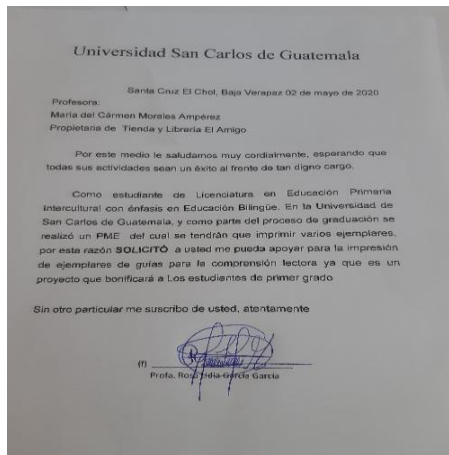 Universidad San Carlos de Guatemala
Santa Cruz El Chol, Baja Verapaz 02 de mayo de 2020
Profesora:
María del Cármen Morales Ampérez
Propietaria de Tienda y Librería El Amigo
Por este medio le saludamos muy cordialmente, esperando que
todas sus actividades sean un éxito al frente de tan digno cargo.
Como estudiante de Licenciatura en Educación Primaria
Intercultural con énfasis en Educación Bilingüe. En la Universidad de
San Carlos de Guatemala, y como parte del proceso de graduación se
realizó un PME del cual se tendrán que imprimir varios ejemplares,
por esta razón SOLICITÓ a usted me pueda apoyar para la impresión
de ejemplares de guías para la comprensión lectora ya que es un
proyecto que bonificará a Los estudiantes de primer grado
Sin otro particular me suscribo de usted, atentamente
(f)
Profa. Rosa Lidia García García